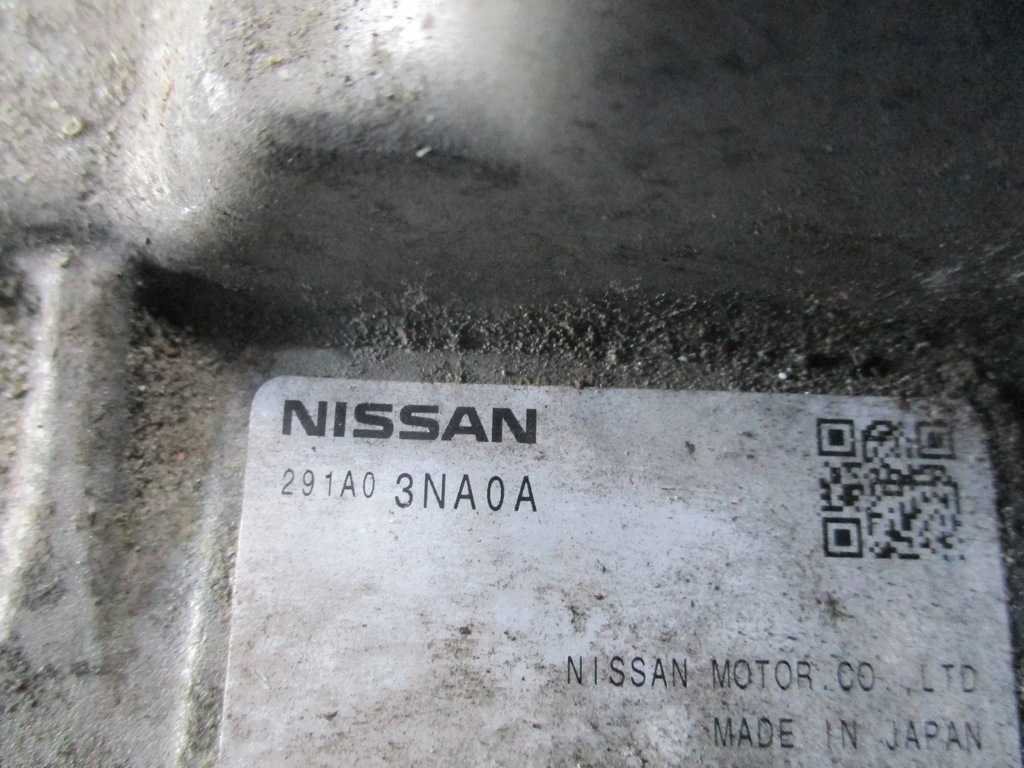 NISSAN
291A0 3NA0A
NISSAN MOTOR CO.,LTD
MADE IN JAPAN